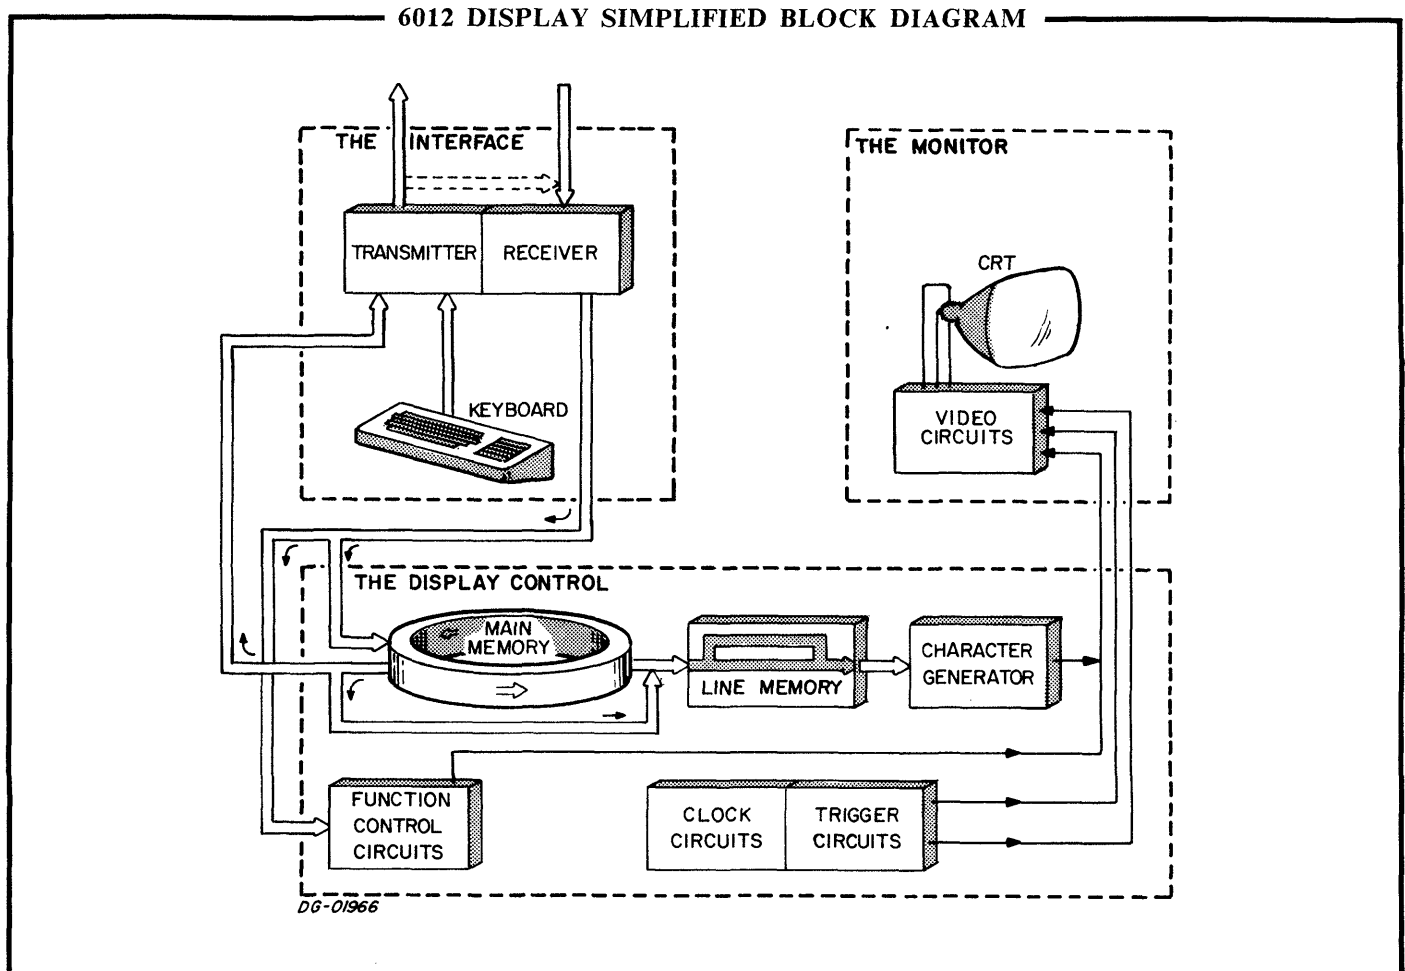 6012 DISPLAY SIMPLIFIED BLOCK DIAGRAM
THE INTERFACE
TRANSMITTER
RECEIVER
KEYBOARD
THE MONITOR
CRT
VIDEO
CIRCUITS
THE DISPLAY CONTROL
MAIN
MEMORY
LINE MEMORY
CHARACTER
GENERATOR
FUNCTION
CONTROL
CIRCUITS
CLOCK
CIRCUITS
TRIGGER
CIRCUITS
DG-01966